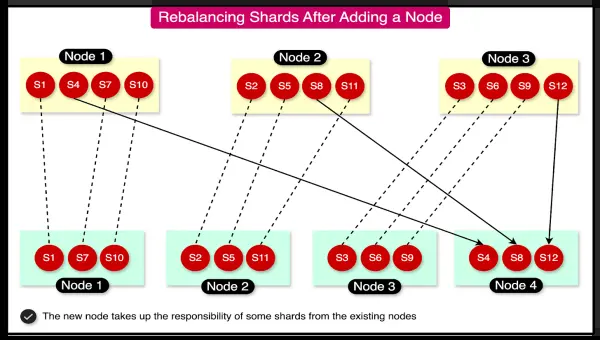 Rebalancing Shards After Adding a Node
Node 1
Node 2
Node 3
S1 S4 S7 S10
S2 S5 S8 S11
S3 S6 S9 S12
S1 S7 S10
S2 S5 S11
S3 S6 S9
S4 S8 S12
Node 1
Node 2
Node 3
Node 4
The new node takes up the responsibility of some shards from the existing nodes